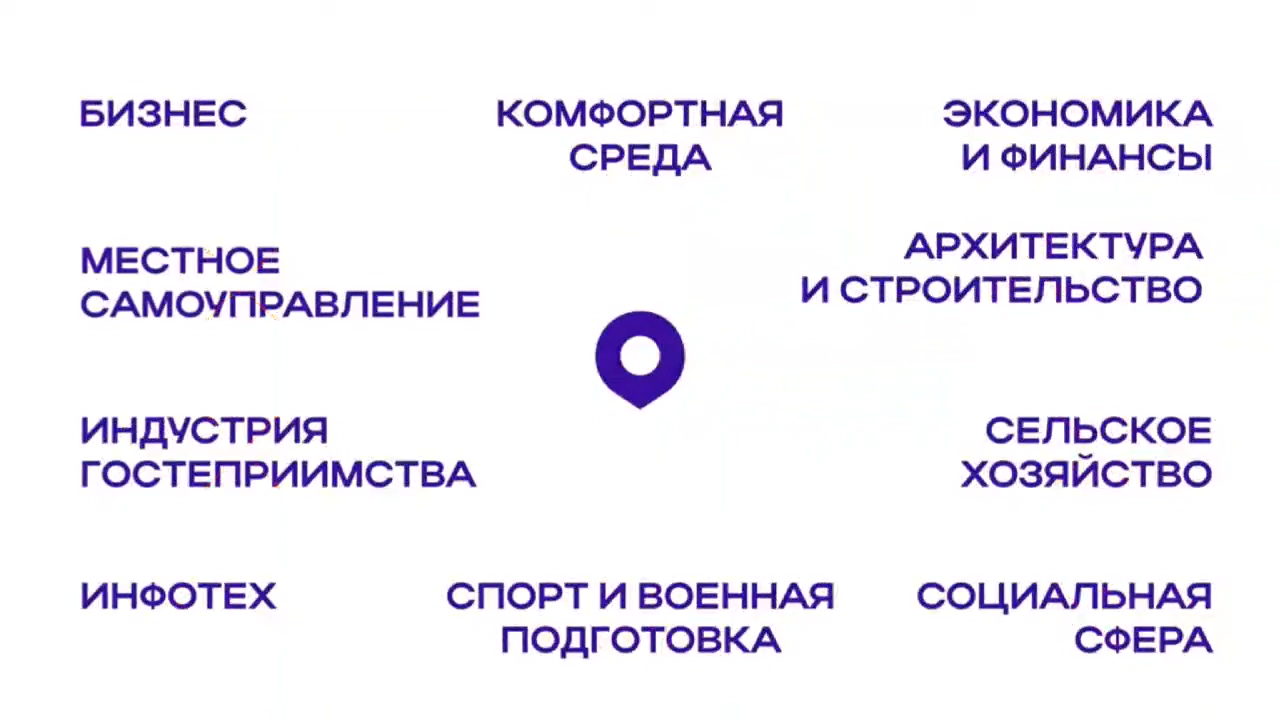 БИЗНЕС
КОМФОРТНАЯ
СРЕДА
ЭКОНОМИКА
И ФИНАНСЫ
МЕСТНОЕ
САМОУПРАВЛЕНИЕ
АРХИТЕКТУРА
И СТРОИТЕЛЬСТВО
ИНДУСТРИЯ
ГОСТЕПРИИМСТВА
СЕЛЬСКОЕ
ХОЗЯЙСТВО
ИНФОТЕХ
СПОРТ И ВОЕННАЯ
ПОДГОТОВКА
СОЦИАЛЬНАЯ
СФЕРА